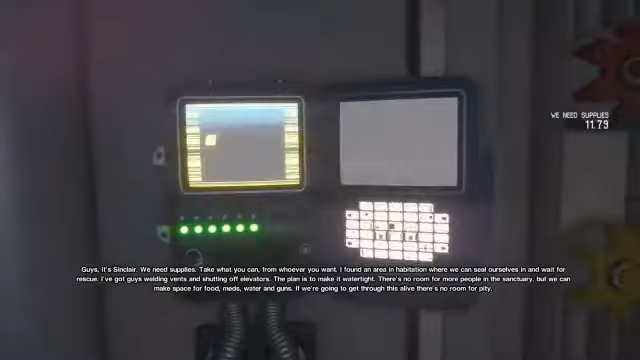 WE NEED SUPPLIES
11.79
Guys, it's Sinclair. We need supplies. Take what you can, from whoever you want. I found an area in habitation where we can seal ourselves in and wait for
rescue. I've got guys welding vents and shutting off elevators. The plan is to make it watertight. There's no room for more people in the sanctuary, but we can
make space for food, meds, water and guns. If we're going to get through this alive there's no room for pity.